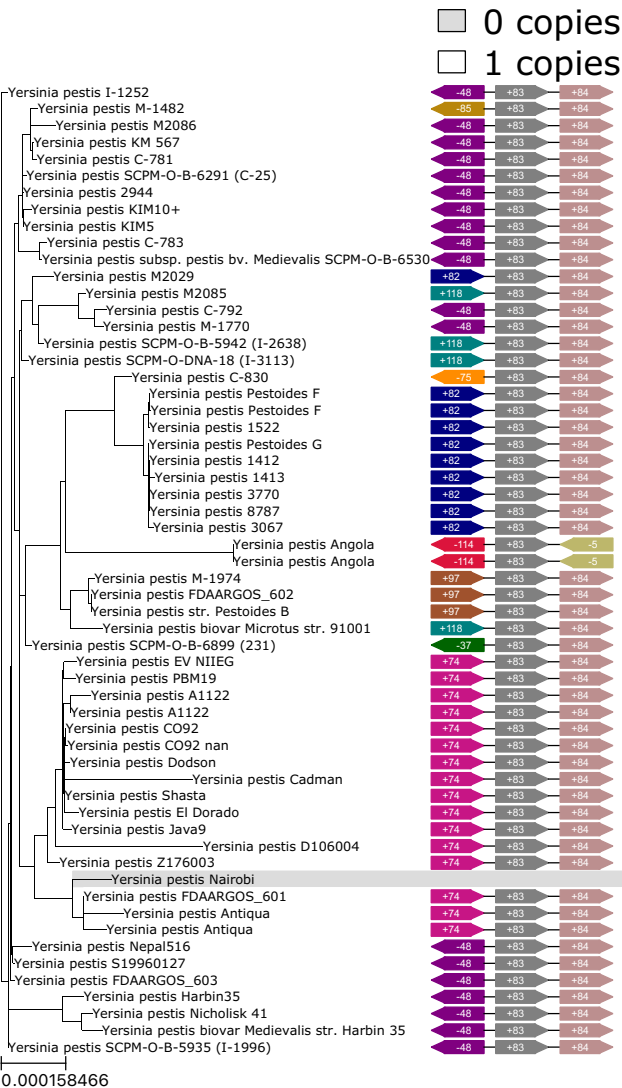 0 copies
1 copies
Yersinia pestis I-1252 -48 +83 +84
Yersinia pestis M-1482 -85 +83 +84
Yersinia pestis M2086 -48 +83 +84
Yersinia pestis KM 567 -48 +83 +84
Yersinia pestis C-781 -48 +83 +84
Yersinia pestis SCPM-O-B-6291 (C-25) -48 +83 +84
Yersinia pestis 2944 -48 +83 +84
Yersinia pestis KIM10+ -48 +83 +84
Yersinia pestis KIM5 -48 +83 +84
Yersinia pestis C-783 -48 +83 +84
Yersinia pestis subsp. pestis bv. Medievalis SCPM-O-B-6530 -48 +83 +84
Yersinia pestis M2029 +82 +83 +84
Yersinia pestis M2085 +118 +83 +84
Yersinia pestis C-792 -48 +83 +84
Yersinia pestis M-1770 -48 +83 +84
Yersinia pestis SCPM-O-B-5942 (I-2638) +118 +83 +84
Yersinia pestis SCPM-O-DNA-18 (I-3113) +118 +83 +84
Yersinia pestis C-830 -75 +83 +84
Yersinia pestis Pestoides F +82 +83 +84
Yersinia pestis Pestoides F +82 +83 +84
Yersinia pestis 1522 +82 +83 +84
Yersinia pestis Pestoides G +82 +83 +84
Yersinia pestis 1412 +82 +83 +84
Yersinia pestis 1413 +82 +83 +84
Yersinia pestis 3770 +82 +83 +84
Yersinia pestis 8787 +82 +83 +84
Yersinia pestis 3067 +82 +83 +84
Yersinia pestis Angola -114 +83 -5
Yersinia pestis Angola -114 +83 -5
Yersinia pestis M-1974 +97 +83 +84
Yersinia pestis FDAARGOS_602 +97 +83 +84
Yersinia pestis str. Pestoides B +97 +83 +84
Yersinia pestis biovar Microtus str. 91001 +118 +83 +84
Yersinia pestis SCPM-O-B-6899 (231) -37 +83 +84
Yersinia pestis EV NIIEG +74 +83 +84
Yersinia pestis PBM19 +74 +83 +84
Yersinia pestis A1122 +74 +83 +84
Yersinia pestis A1122 +74 +83 +84
Yersinia pestis CO92 +74 +83 +84
Yersinia pestis CO92 nan +74 +83 +84
Yersinia pestis Dodson +74 +83 +84
Yersinia pestis Cadman +74 +83 +84
Yersinia pestis Shasta +74 +83 +84
Yersinia pestis El Dorado +74 +83 +84
Yersinia pestis Java9 +74 +83 +84
Yersinia pestis D106004 +74 +83 +84
Yersinia pestis Z176003 +74 +83 +84
Yersinia pestis Nairobi
Yersinia pestis FDAARGOS_601 +74 +83 +84
Yersinia pestis Antiqua +74 +83 +84
Yersinia pestis Antiqua +74 +83 +84
Yersinia pestis Nepal516 -48 +83 +84
Yersinia pestis S19960127 -48 +83 +84
Yersinia pestis FDAARGOS_603 -48 +83 +84
Yersinia pestis Harbin35 -48 +83 +84
Yersinia pestis Nicholisk 41 -48 +83 +84
Yersinia pestis biovar Medievalis str. Harbin 35 -48 +83 +84
Yersinia pestis SCPM-O-B-5935 (I-1996) -48 +83 +84
0.000158466